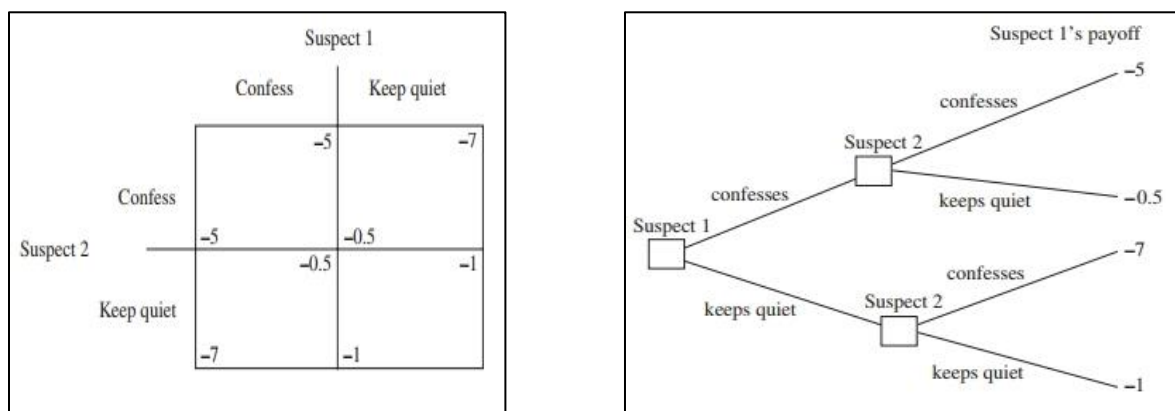 Suspect 1
Confess Keep quiet
−5 −7
Confess
−5 −0.5
Suspect 2
−0.5 −1
Keep quiet
−7 −1
Suspect 1's payoff
−5
confesses
Suspect 2
confesses
keeps quiet −0.5
Suspect 1
−7
confesses
Suspect 2
keeps quiet
keeps quiet
−1